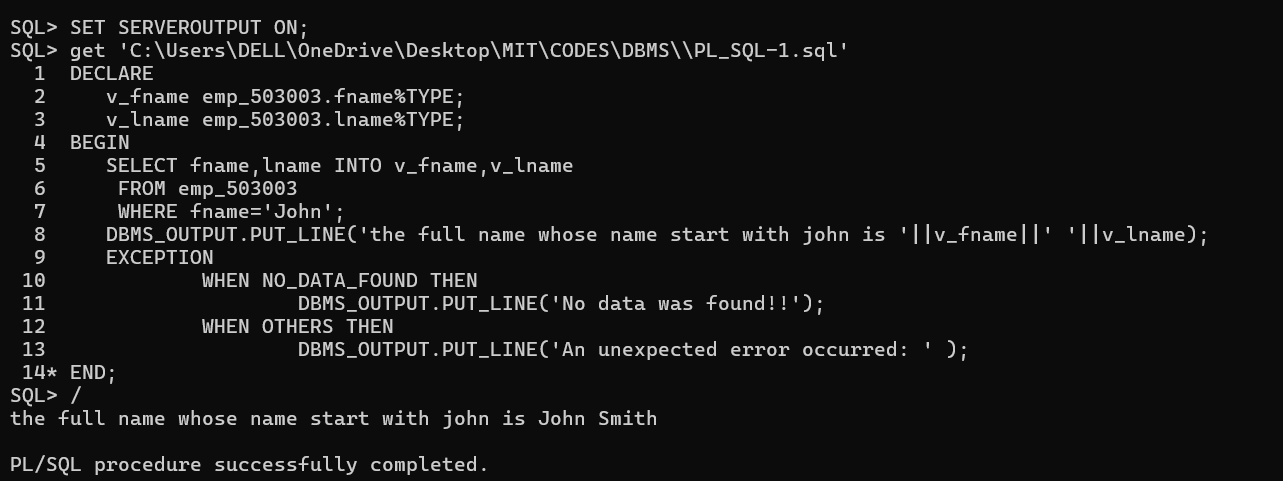 SQL> SET SERVEROUTPUT ON;
SQL> get 'C:\Users\DELL\OneDrive\Desktop\MIT\CODES\DBMS\\PL_SQL-1.sql'
  1  DECLARE
  2     v_fname emp_503003.fname%TYPE;
  3     v_lname emp_503003.lname%TYPE;
  4  BEGIN
  5     SELECT fname,lname INTO v_fname,v_lname
  6      FROM emp_503003
  7      WHERE fname='John';
  8     DBMS_OUTPUT.PUT_LINE('the full name whose name start with john is '||v_fname||' '||v_lname);
  9     EXCEPTION
 10             WHEN NO_DATA_FOUND THEN
 11                     DBMS_OUTPUT.PUT_LINE('No data was found!!');
 12             WHEN OTHERS THEN
 13                     DBMS_OUTPUT.PUT_LINE('An unexpected error occurred: ' );
 14* END;
SQL> /
the full name whose name start with john is John Smith

PL/SQL procedure successfully completed.